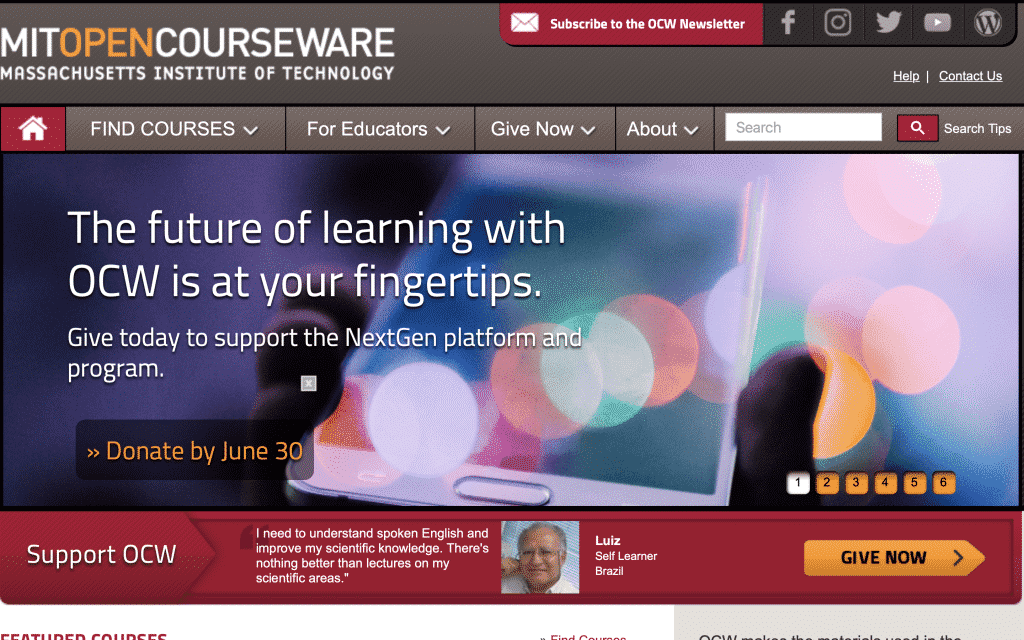 Subscribe to the OCW Newsletter
MITOPENCOURSEWARE
MASSACHUSETTS INSTITUTE OF TECHNOLOGY
Help | Contact Us
FIND COURSES
For Educators
Give Now
About
Search
Search Tips
The future of learning with
OCW is at your fingertips.
Give today to support the NextGen platform and
program.
» Donate by June 30
1 2 3 4 5 6
Support OCW
I need to understand spoken English and
improve my scientific knowledge. There's
nothing better than lectures on my
scientific areas."
Luiz
Self Learner
Brazil
GIVE NOW
FEATURED COURSES
» Find Courses
OCW makes the materials used in the